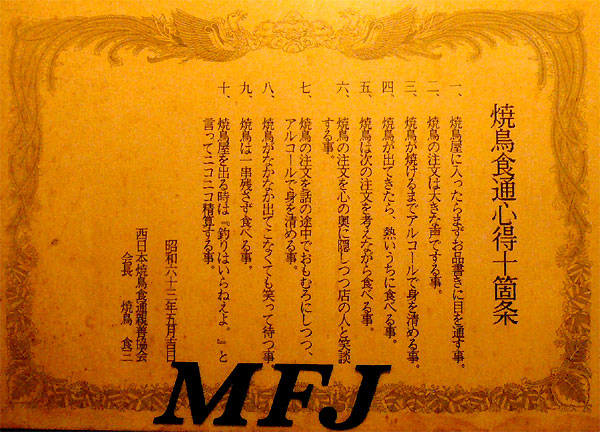 焼鳥食通心得十箇条
一、焼鳥屋に入ったらまずお品書きに目を通す事。
二、焼鳥の注文は大きな声でする事。
三、焼鳥が焼けるまでアルコールで身を清める事。
四、焼鳥が出てきたら、熱いうちに食べる事。
五、焼鳥は次の注文を考えながら食べる事。
六、焼鳥の注文を心の奥に隠しつつ店の人と笑談
する事。
七、焼鳥の注文を話の途中でおもむろにしつつ、
アルコールで身を清める事。
八、焼鳥がなかなか出てこなくても笑って待つ事
九、焼鳥は一串残さず食べる事。
十、焼鳥屋を出る時は『釣りはいらねえよ。』と
言ってニコニコ精算する事。
昭和六十二年五月吉日
西日本焼鳥食通親善協会
会長 焼鳥 食三
MFJ